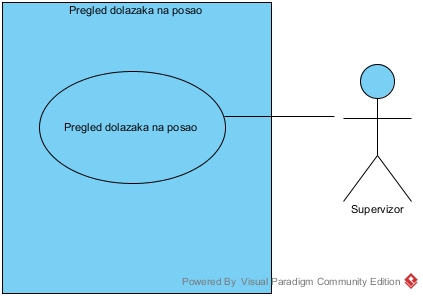 Pregled dolazaka na posao
Pregled dolazaka na posao
Supervizor
Powered By Visual Paradigm Community Edition